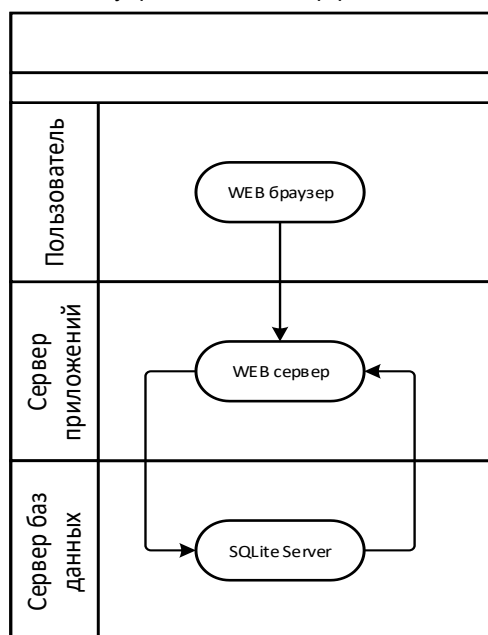 Пользователь
WEB браузер
Сервер
приложений
WEB сервер
Сервер баз
данных
SQLite Server